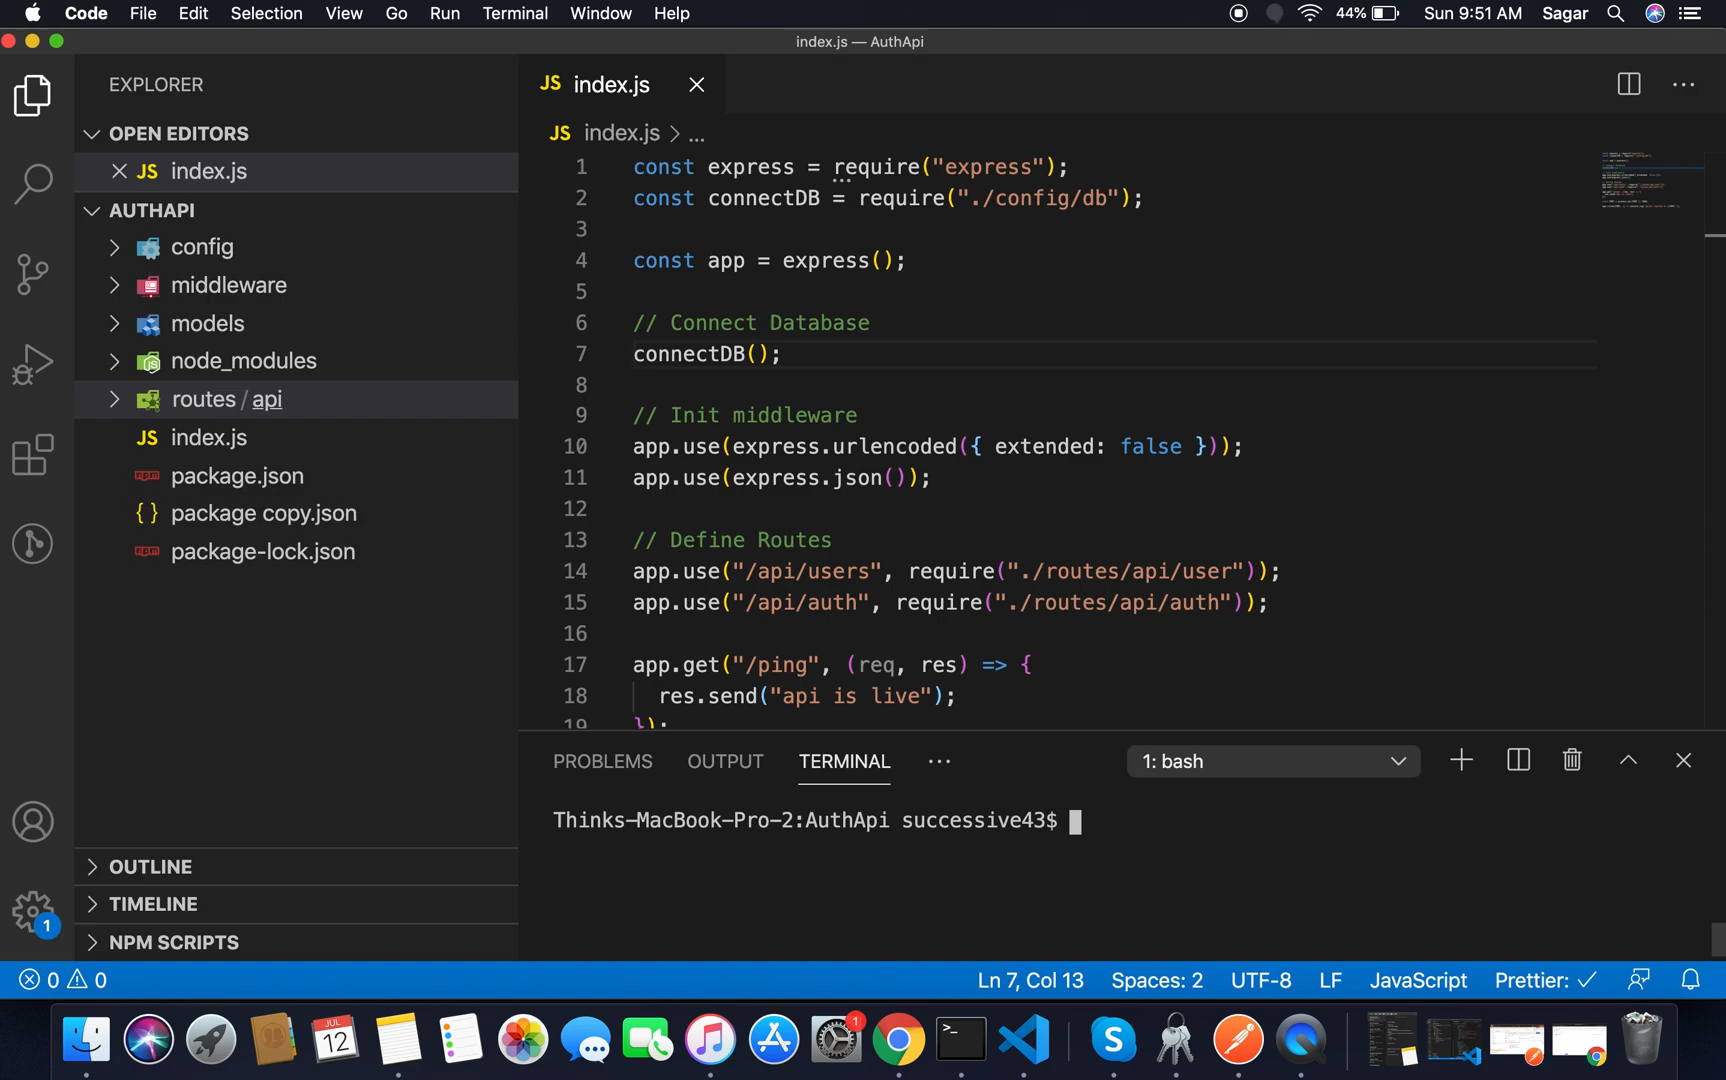 Code File Edit Selection View Go Run Terminal Window Help 44% Sun 9:51 AM Sagar
index.js — AuthApi
EXPLORER
OPEN EDITORS
JS index.js
AUTHAPI
config
middleware
models
node_modules
routes / api
JS index.js
package.json
{ } package copy.json
package-lock.json
OUTLINE
TIMELINE
NPM SCRIPTS
1
JS index.js
JS index.js > ...
1 const express = require("express");
2 const connectDB = require("./config/db");
3
4 const app = express();
5
6 // Connect Database
7 connectDB();
8
9 // Init middleware
10 app.use(express.urlencoded({ extended: false }));
11 app.use(express.json());
12
13 // Define Routes
14 app.use("/api/users", require("./routes/api/user"));
15 app.use("/api/auth", require("./routes/api/auth"));
16
17 app.get("/ping", (req, res) => {
18 res.send("api is live");
19 });
PROBLEMS OUTPUT TERMINAL ... 1: bash
Thinks-MacBook-Pro-2:AuthApi successive43$
0 0 Ln 7, Col 13 Spaces: 2 UTF-8 LF JavaScript Prettier: ✓
JUL
12
1